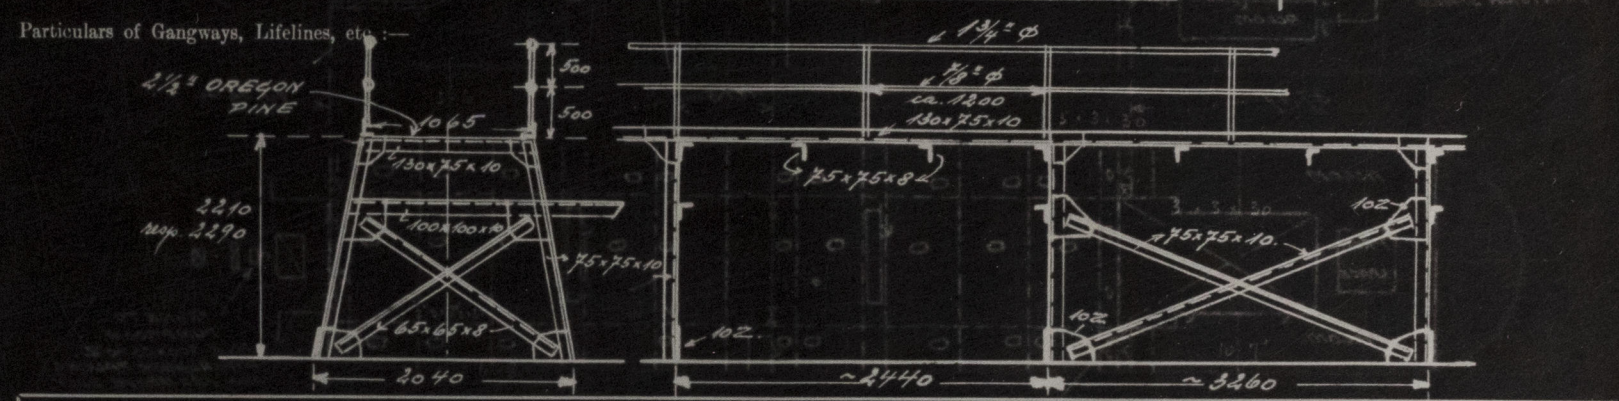 Particulars of Gangways, Lifelines, etc. :—
2½" OREGON
PINE
500
500
1065
130x75x10
2210
resp. 2290
100x100x10
75x75x10
65x65x8
2040
1¾" φ
⅞" φ
ca. 1200
130x75x10
75x75x8
10Z.
10Z
75x75x10.
10Z
~2440
~3260